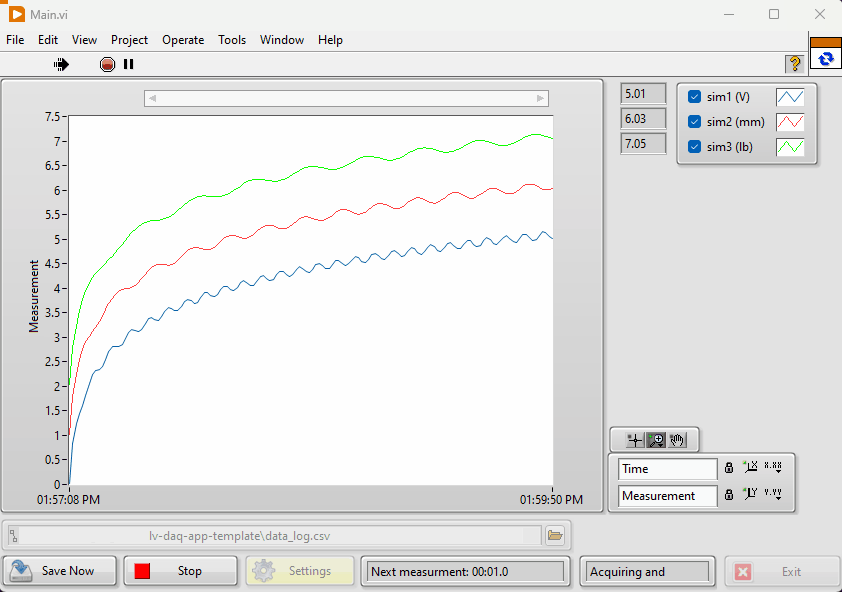 Main.vi
File Edit View Project Operate Tools Window Help
?
5.01
6.03
7.05
sim1 (V)
sim2 (mm)
sim3 (lb)
7.5
7
6.5
6
5.5
5
4.5
4
3.5
3
2.5
2
1.5
1
0.5
0
Measurement
01:57:08 PM
01:59:50 PM
Time
X
X.XX
Measurement
Y
Y.YY
lv-daq-app-template\data_log.csv
Save Now
Stop
Settings
Next measurment: 00:01.0
Acquiring and
Exit